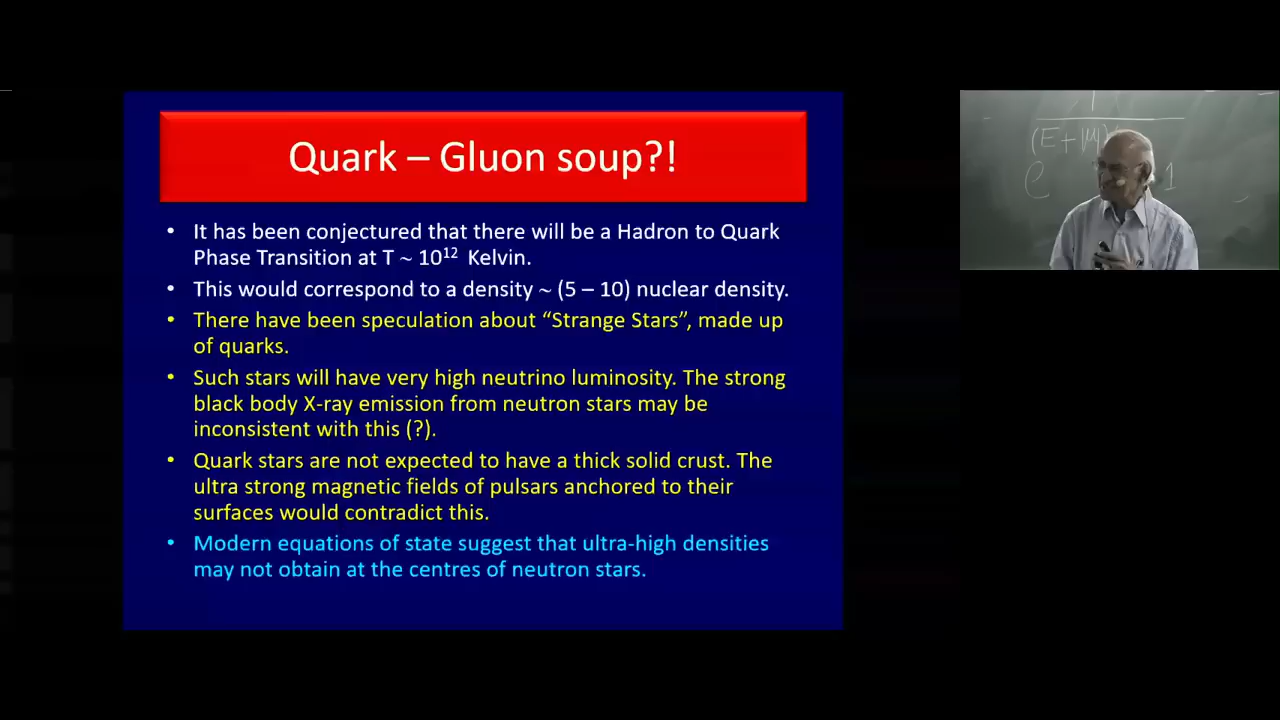 Quark – Gluon soup?!
• It has been conjectured that there will be a Hadron to Quark
Phase Transition at T ~ 10¹² Kelvin.
• This would correspond to a density ~ (5 – 10) nuclear density.
• There have been speculation about “Strange Stars”, made up
of quarks.
• Such stars will have very high neutrino luminosity. The strong
black body X-ray emission from neutron stars may be
inconsistent with this (?).
• Quark stars are not expected to have a thick solid crust. The
ultra strong magnetic fields of pulsars anchored to their
surfaces would contradict this.
• Modern equations of state suggest that ultra-high densities
may not obtain at the centres of neutron stars.
(E+|μ|)
e 1